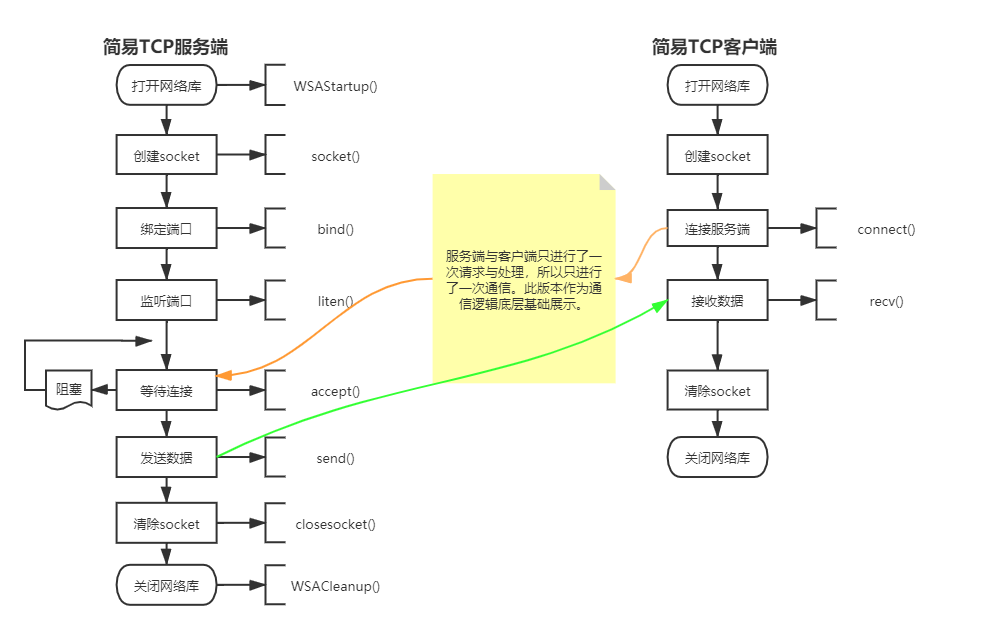 简易TCP服务端
打开网络库
WSAStartup()
创建socket
socket()
绑定端口
bind()
监听端口
liten()
阻塞
等待连接
accept()
发送数据
send()
清除socket
closesocket()
关闭网络库
WSACleanup()
服务端与客户端只进行了一
次请求与处理，所以只进行
了一次通信。此版本作为通
信逻辑底层基础展示。
简易TCP客户端
打开网络库
创建socket
连接服务端
connect()
接收数据
recv()
清除socket
关闭网络库